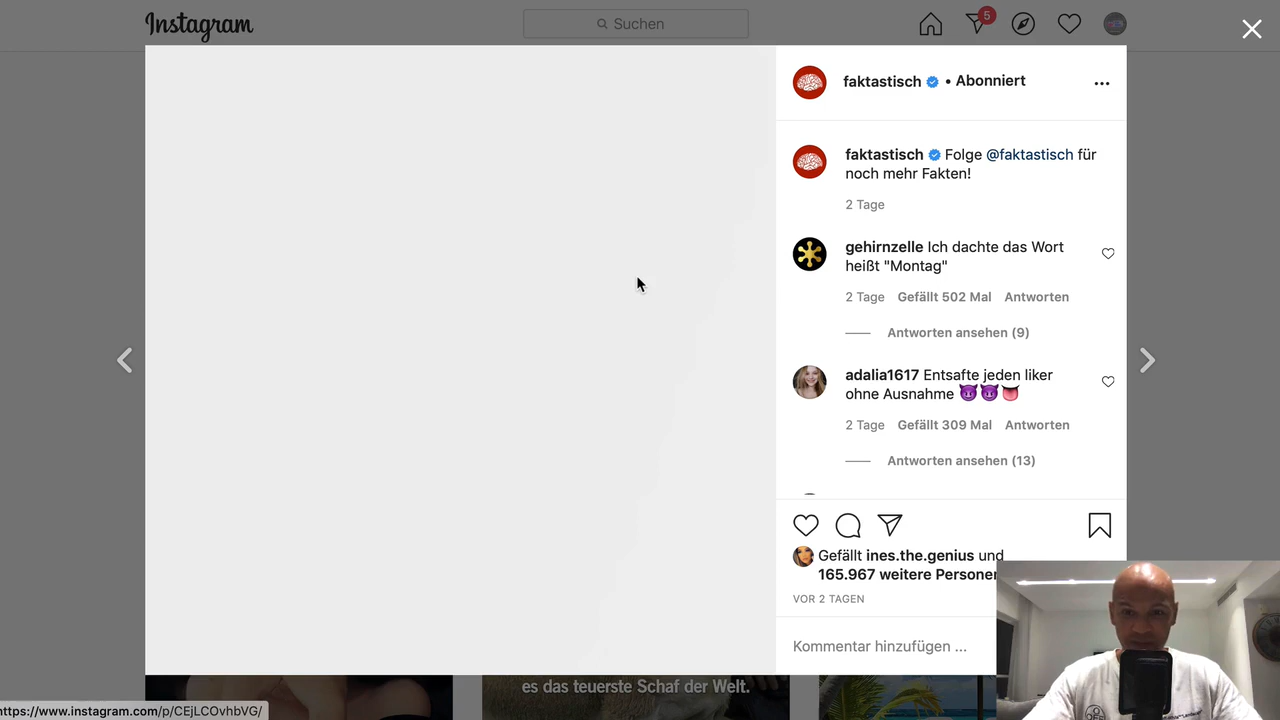 Instagram
Suchen
5
faktastisch • Abonniert
faktastisch Folge @faktastisch für
noch mehr Fakten!
2 Tage
gehirnzelle Ich dachte das Wort
heißt "Montag"
2 Tage Gefällt 502 Mal Antworten
Antworten ansehen (9)
adalia1617 Entsafte jeden liker
ohne Ausnahme 😈😈👅
2 Tage Gefällt 309 Mal Antworten
Antworten ansehen (13)
Gefällt ines.the.genius und
165.967 weitere Personen
VOR 2 TAGEN
Kommentar hinzufügen ...
es das teuerste Schaf der Welt.
https://www.instagram.com/p/CEjLCOvhbVG/